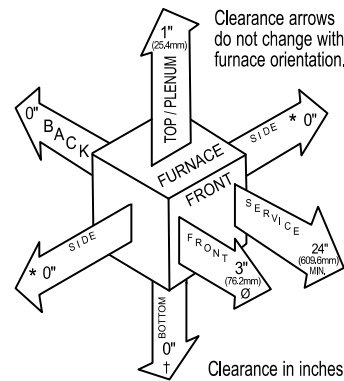 Clearance arrows
do not change with
furnace orientation.
1"
(25.4mm)
TOP / PLENUM
0"
BACK
SIDE * 0"
FURNACE
FRONT
SERVICE
24"
(609.6mm)
MIN.
SIDE
* 0"
FRONT
3"
(76.2mm)
Ø
BOTTOM
0"
†
Clearance in inches